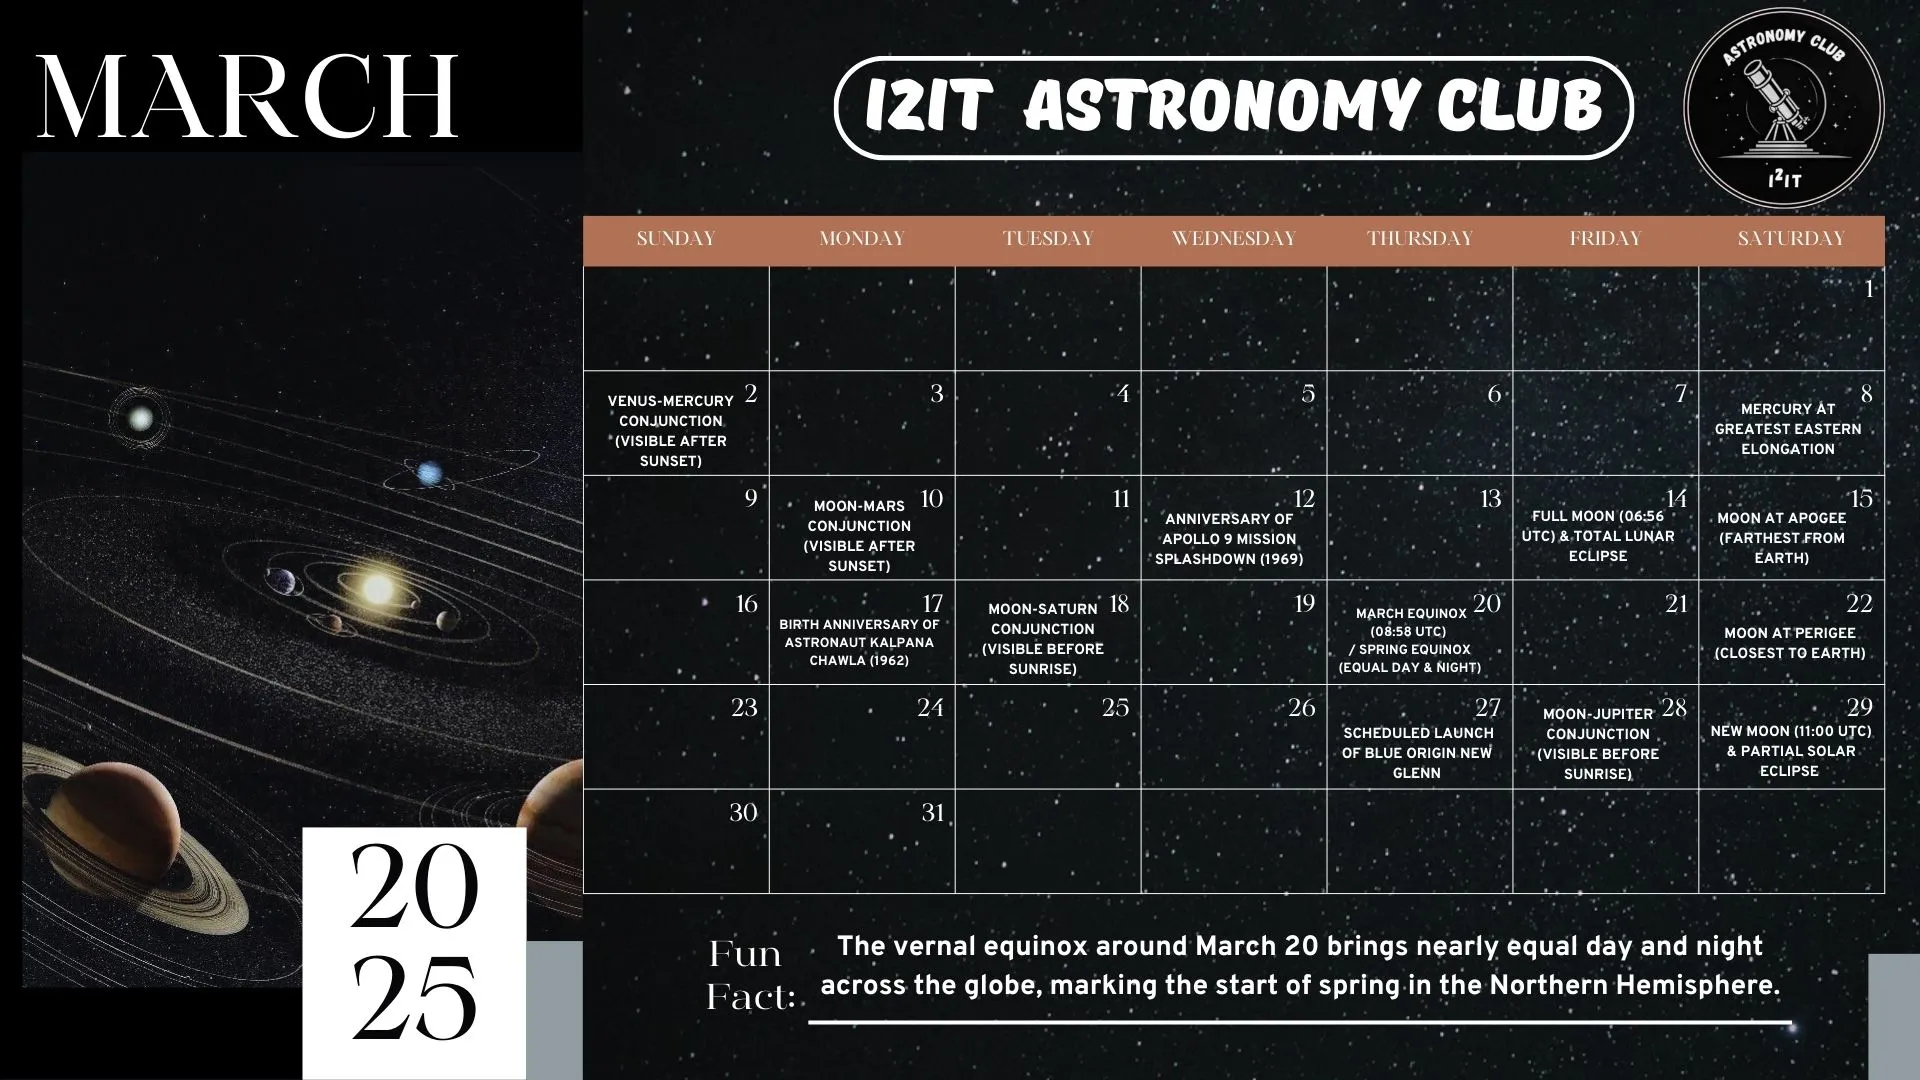 MARCH
I2IT ASTRONOMY CLUB
ASTRONOMY CLUB
I²IT
SUNDAY MONDAY TUESDAY WEDNESDAY THURSDAY FRIDAY SATURDAY
1
2
VENUS-MERCURY
CONJUNCTION
(VISIBLE AFTER
SUNSET)
3
4
5
6
7
8
MERCURY AT
GREATEST EASTERN
ELONGATION
9
10
MOON-MARS
CONJUNCTION
(VISIBLE AFTER
SUNSET)
11
12
ANNIVERSARY OF
APOLLO 9 MISSION
SPLASHDOWN (1969)
13
14
FULL MOON (06:56
UTC) & TOTAL LUNAR
ECLIPSE
15
MOON AT APOGEE
(FARTHEST FROM
EARTH)
16
17
BIRTH ANNIVERSARY OF
ASTRONAUT KALPANA
CHAWLA (1962)
18
MOON-SATURN
CONJUNCTION
(VISIBLE BEFORE
SUNRISE)
19
20
MARCH EQUINOX
(08:58 UTC)
/ SPRING EQUINOX
(EQUAL DAY & NIGHT)
21
22
MOON AT PERIGEE
(CLOSEST TO EARTH)
23
24
25
26
27
SCHEDULED LAUNCH
OF BLUE ORIGIN NEW
GLENN
28
MOON-JUPITER
CONJUNCTION
(VISIBLE BEFORE
SUNRISE)
29
NEW MOON (11:00 UTC)
& PARTIAL SOLAR
ECLIPSE
30
31
20
25
Fun
Fact:
The vernal equinox around March 20 brings nearly equal day and night
across the globe, marking the start of spring in the Northern Hemisphere.